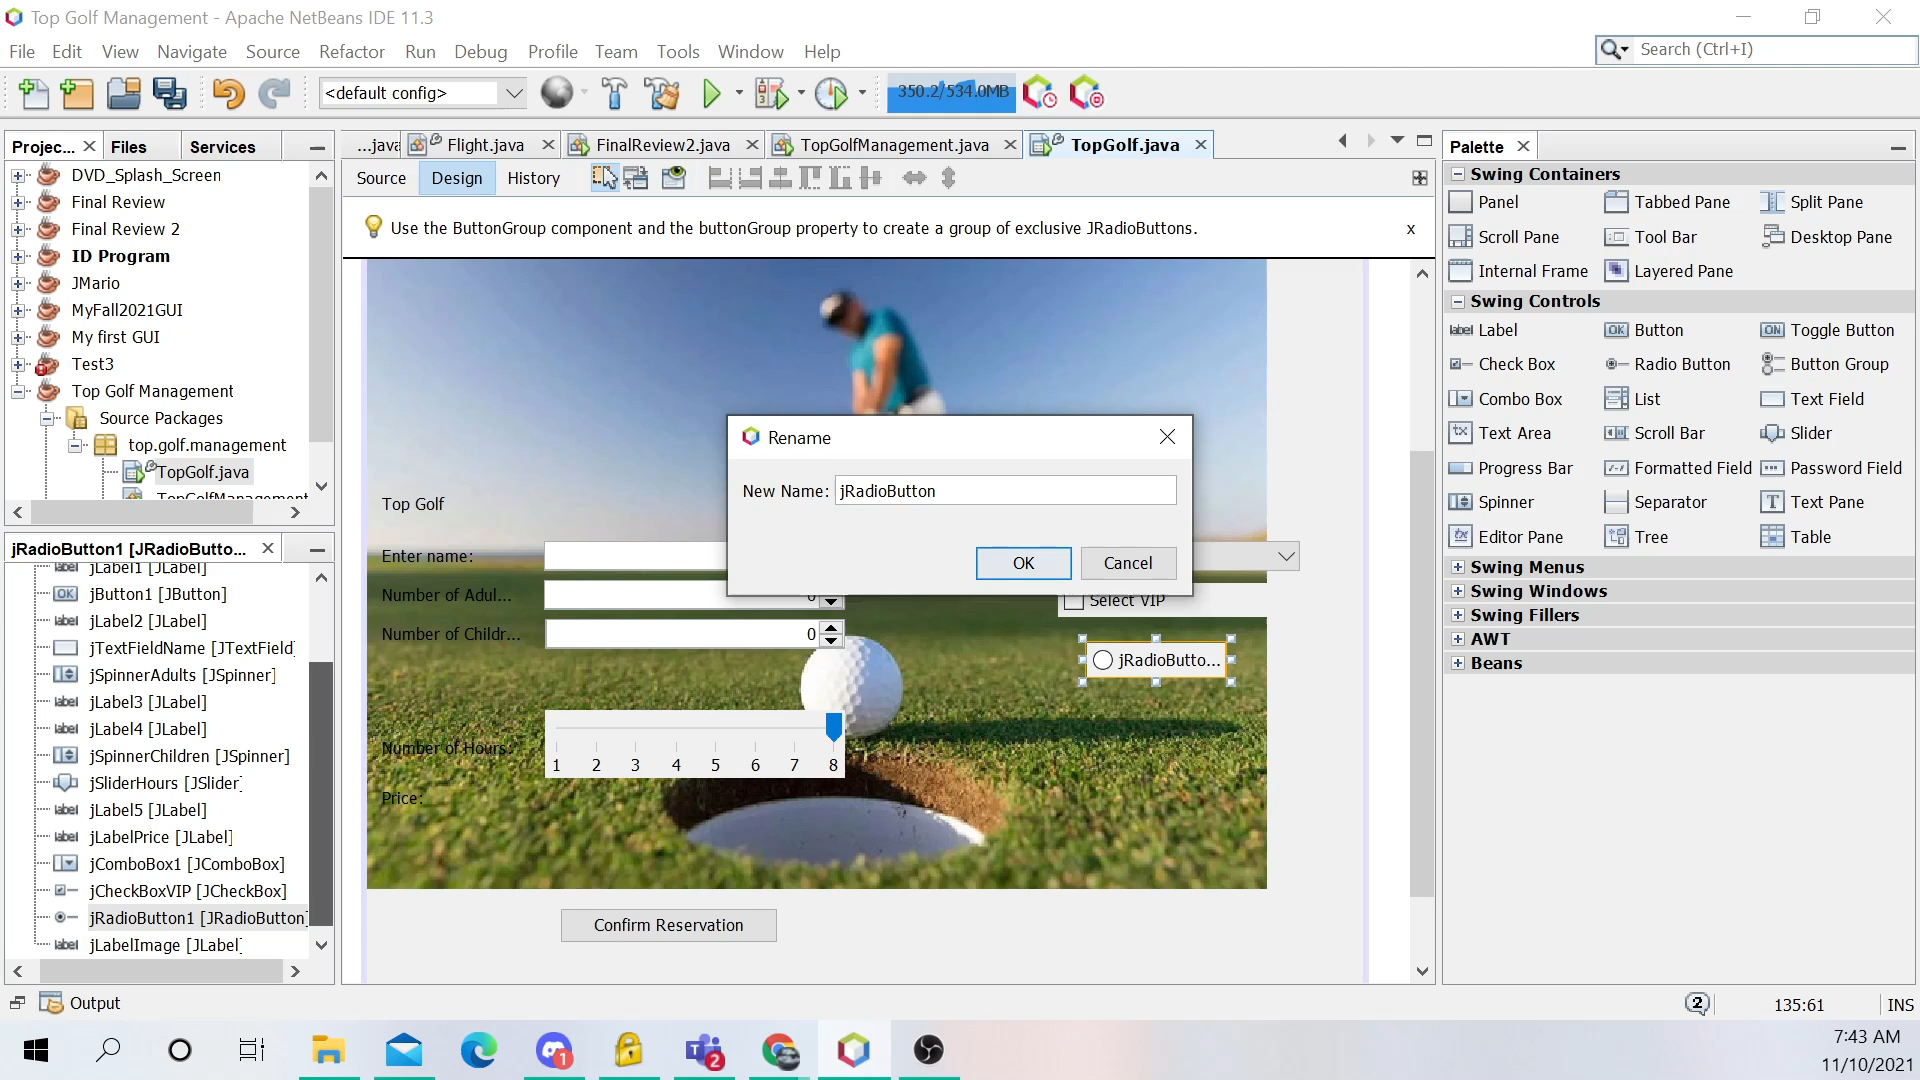 Top Golf Management - Apache NetBeans IDE 11.3
File Edit View Navigate Source Refactor Run Debug Profile Team Tools Window Help
Search (Ctrl+I)
<default config>
350.2/534.0MB
Projec...
Files
Services
DVD_Splash_Screen
Final Review
Final Review 2
ID Program
JMario
MyFall2021GUI
My first GUI
Test3
Top Golf Management
Source Packages
top.golf.management
TopGolf.java
TopGolfManagement
jRadioButton1 [JRadioButto...
jLabel1 [JLabel]
jButton1 [JButton]
jLabel2 [JLabel]
jTextFieldName [JTextField]
jSpinnerAdults [JSpinner]
jLabel3 [JLabel]
jLabel4 [JLabel]
jSpinnerChildren [JSpinner]
jSliderHours [JSlider]
jLabel5 [JLabel]
jLabelPrice [JLabel]
jComboBox1 [JComboBox]
jCheckBoxVIP [JCheckBox]
jRadioButton1 [JRadioButton]
jLabelImage [JLabel]
Output
...java
Flight.java
FinalReview2.java
TopGolfManagement.java
TopGolf.java
Source
Design
History
Use the ButtonGroup component and the buttonGroup property to create a group of exclusive JRadioButtons.
x
Top Golf
Enter name:
Number of Adul...
0
Number of Childr...
0
Select VIP
jRadioButto...
Number of Hours:
1 2 3 4 5 6 7 8
Price:
Confirm Reservation
Rename
New Name: jRadioButton
OK
Cancel
Palette
Swing Containers
Panel
Tabbed Pane
Split Pane
Scroll Pane
Tool Bar
Desktop Pane
Internal Frame
Layered Pane
Swing Controls
Label
Button
Toggle Button
Check Box
Radio Button
Button Group
Combo Box
List
Text Field
Text Area
Scroll Bar
Slider
Progress Bar
Formatted Field
Password Field
Spinner
Separator
Text Pane
Editor Pane
Tree
Table
Swing Menus
Swing Windows
Swing Fillers
AWT
Beans
2
135:61
INS
1
2
7:43 AM
11/10/2021